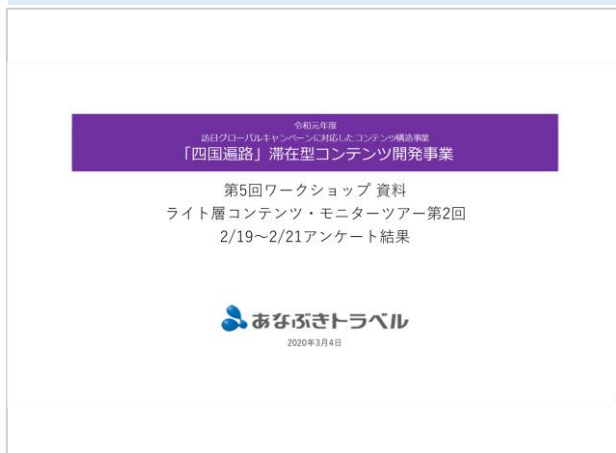 令和元年度
訪日グローバルキャンペーンに対応したコンテンツ構造事業
「四国遍路」滞在型コンテンツ開発事業
第5回ワークショップ 資料
ライト層コンテンツ・モニターツアー第2回
2/19～2/21アンケート結果
あなぶきトラベル
2020年3月4日